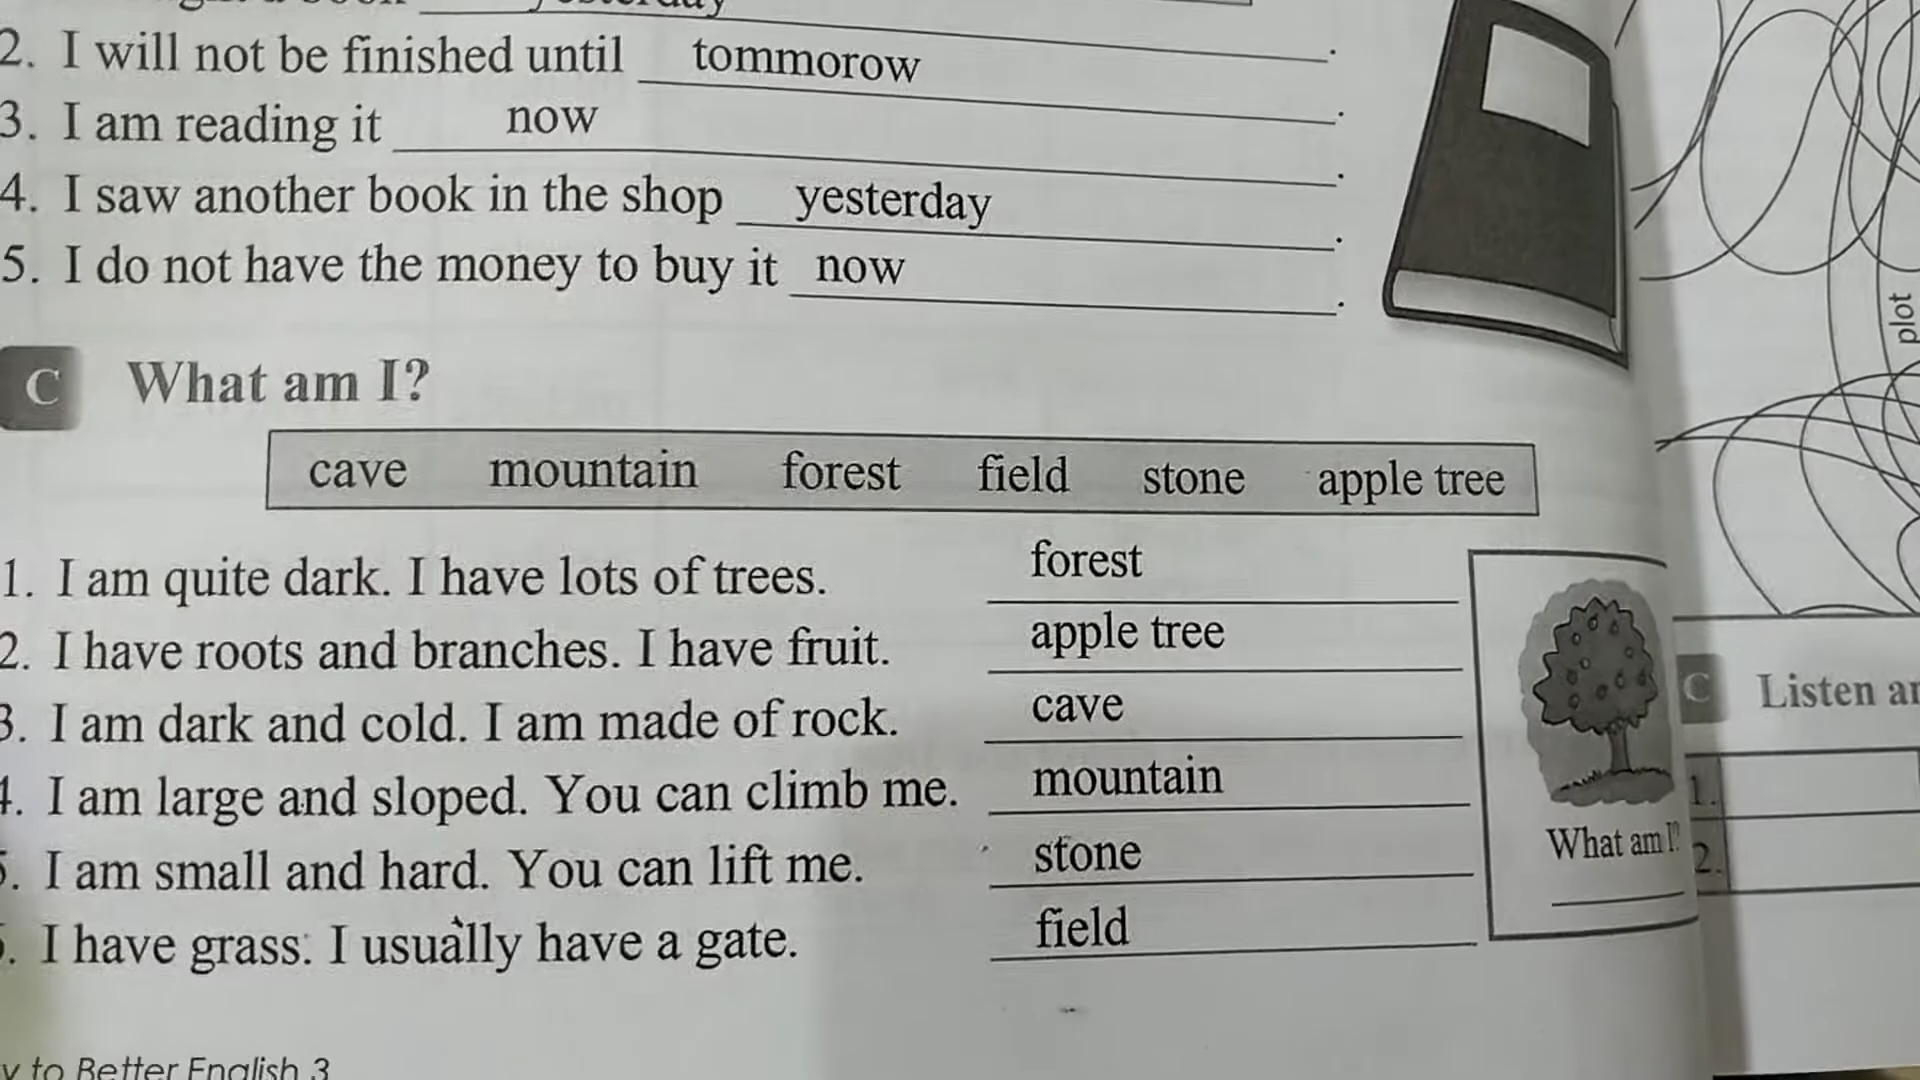 yesterday
2. I will not be finished until tommorow .
3. I am reading it now .
4. I saw another book in the shop yesterday .
5. I do not have the money to buy it now .
C What am I?
cave mountain forest field stone apple tree
1. I am quite dark. I have lots of trees. forest
2. I have roots and branches. I have fruit. apple tree
3. I am dark and cold. I am made of rock. cave
4. I am large and sloped. You can climb me. mountain
5. I am small and hard. You can lift me. stone
. I have grass. I usually have a gate. field
What am I?
to Better English 3
plot
C Listen
1.
2.